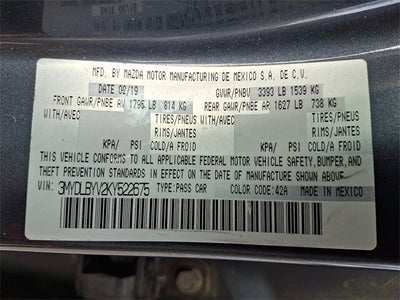 MFD. BY MAZDA MOTOR MANUFACTURING DE MEXICO S.A. DE C.V.
DATE 02/19 GVWR/PNBV 3393 LB 1539 KG
FRONT GAWR/PNBE AV 1795 LB 814 KG REAR GAWR/PNBE AR 1627 LB 738 KG
WITH/AVEC TIRES/PNEUS WITH/AVEC TIRES/PNEUS
RIMS/JANTES RIMS/JANTES
KPA/ PSI COLD/A FROID KPA/ PSI COLD/A FROID
THIS VEHICLE CONFORMS TO ALL APPLICABLE FEDERAL MOTOR VEHICLE SAFETY, BUMPER, AND
THEFT PREVENTION STANDARDS IN EFFECT ON THE DATE OF MANUFACTURE SHOWN ABOVE.
VIN: 3MYDLBYV2KY522675 TYPE:PASS CAR COLOR CODE:42A MADE IN MEXICO